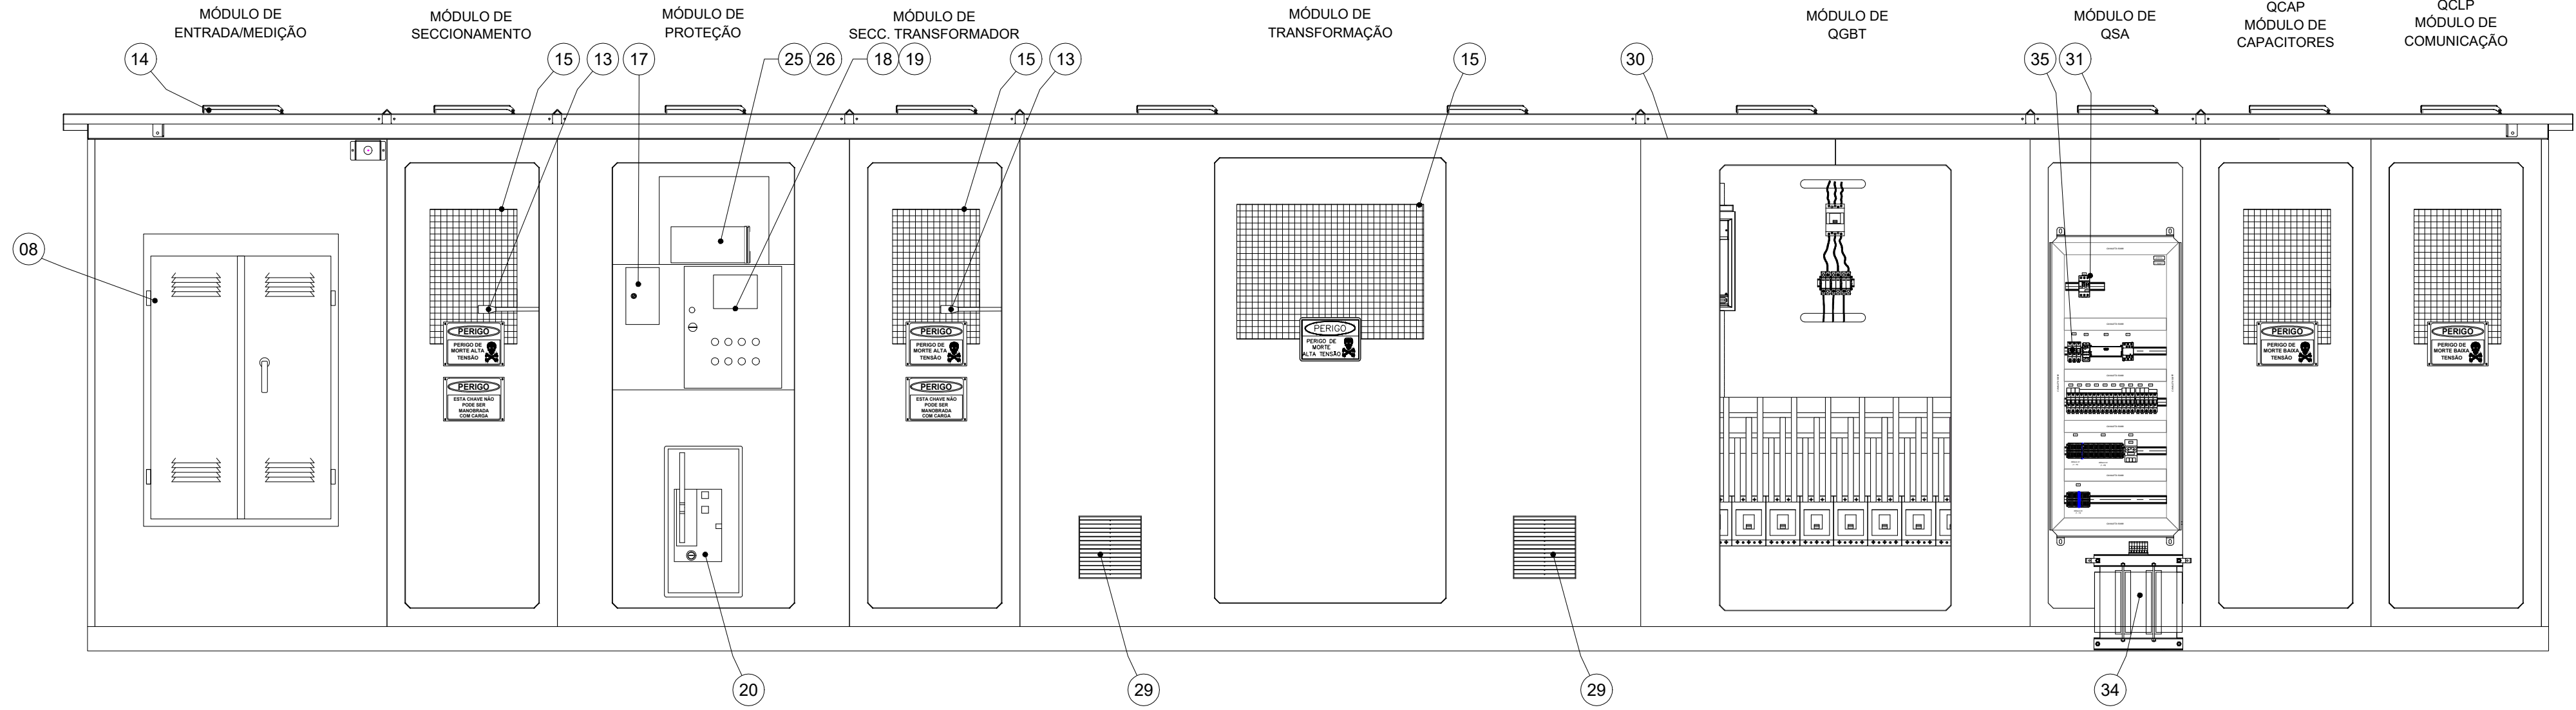 MÓDULO DE
ENTRADA/MEDIÇÃO
MÓDULO DE
SECCIONAMENTO
MÓDULO DE
PROTEÇÃO
MÓDULO DE
SECC. TRANSFORMADOR
MÓDULO DE
TRANSFORMAÇÃO
MÓDULO DE
QGBT
MÓDULO DE
QSA
QCAP
MÓDULO DE
CAPACITORES
QCLP
MÓDULO DE
COMUNICAÇÃO
14
15
13
17
25
26
18
19
15
13
15
30
35
31
08
PERIGO
PERIGO DE
MORTE ALTA
TENSÃO
PERIGO
ESTA CHAVE NÃO
PODE SER
MANOBRADA
COM CARGA
PERIGO
PERIGO DE
MORTE ALTA
TENSÃO
PERIGO
ESTA CHAVE NÃO
PODE SER
MANOBRADA
COM CARGA
PERIGO
PERIGO DE
MORTE
ALTA TENSÃO
PERIGO
PERIGO DE
MORTE BAIXA
TENSÃO
PERIGO
PERIGO DE
MORTE BAIXA
TENSÃO
20
29
29
34